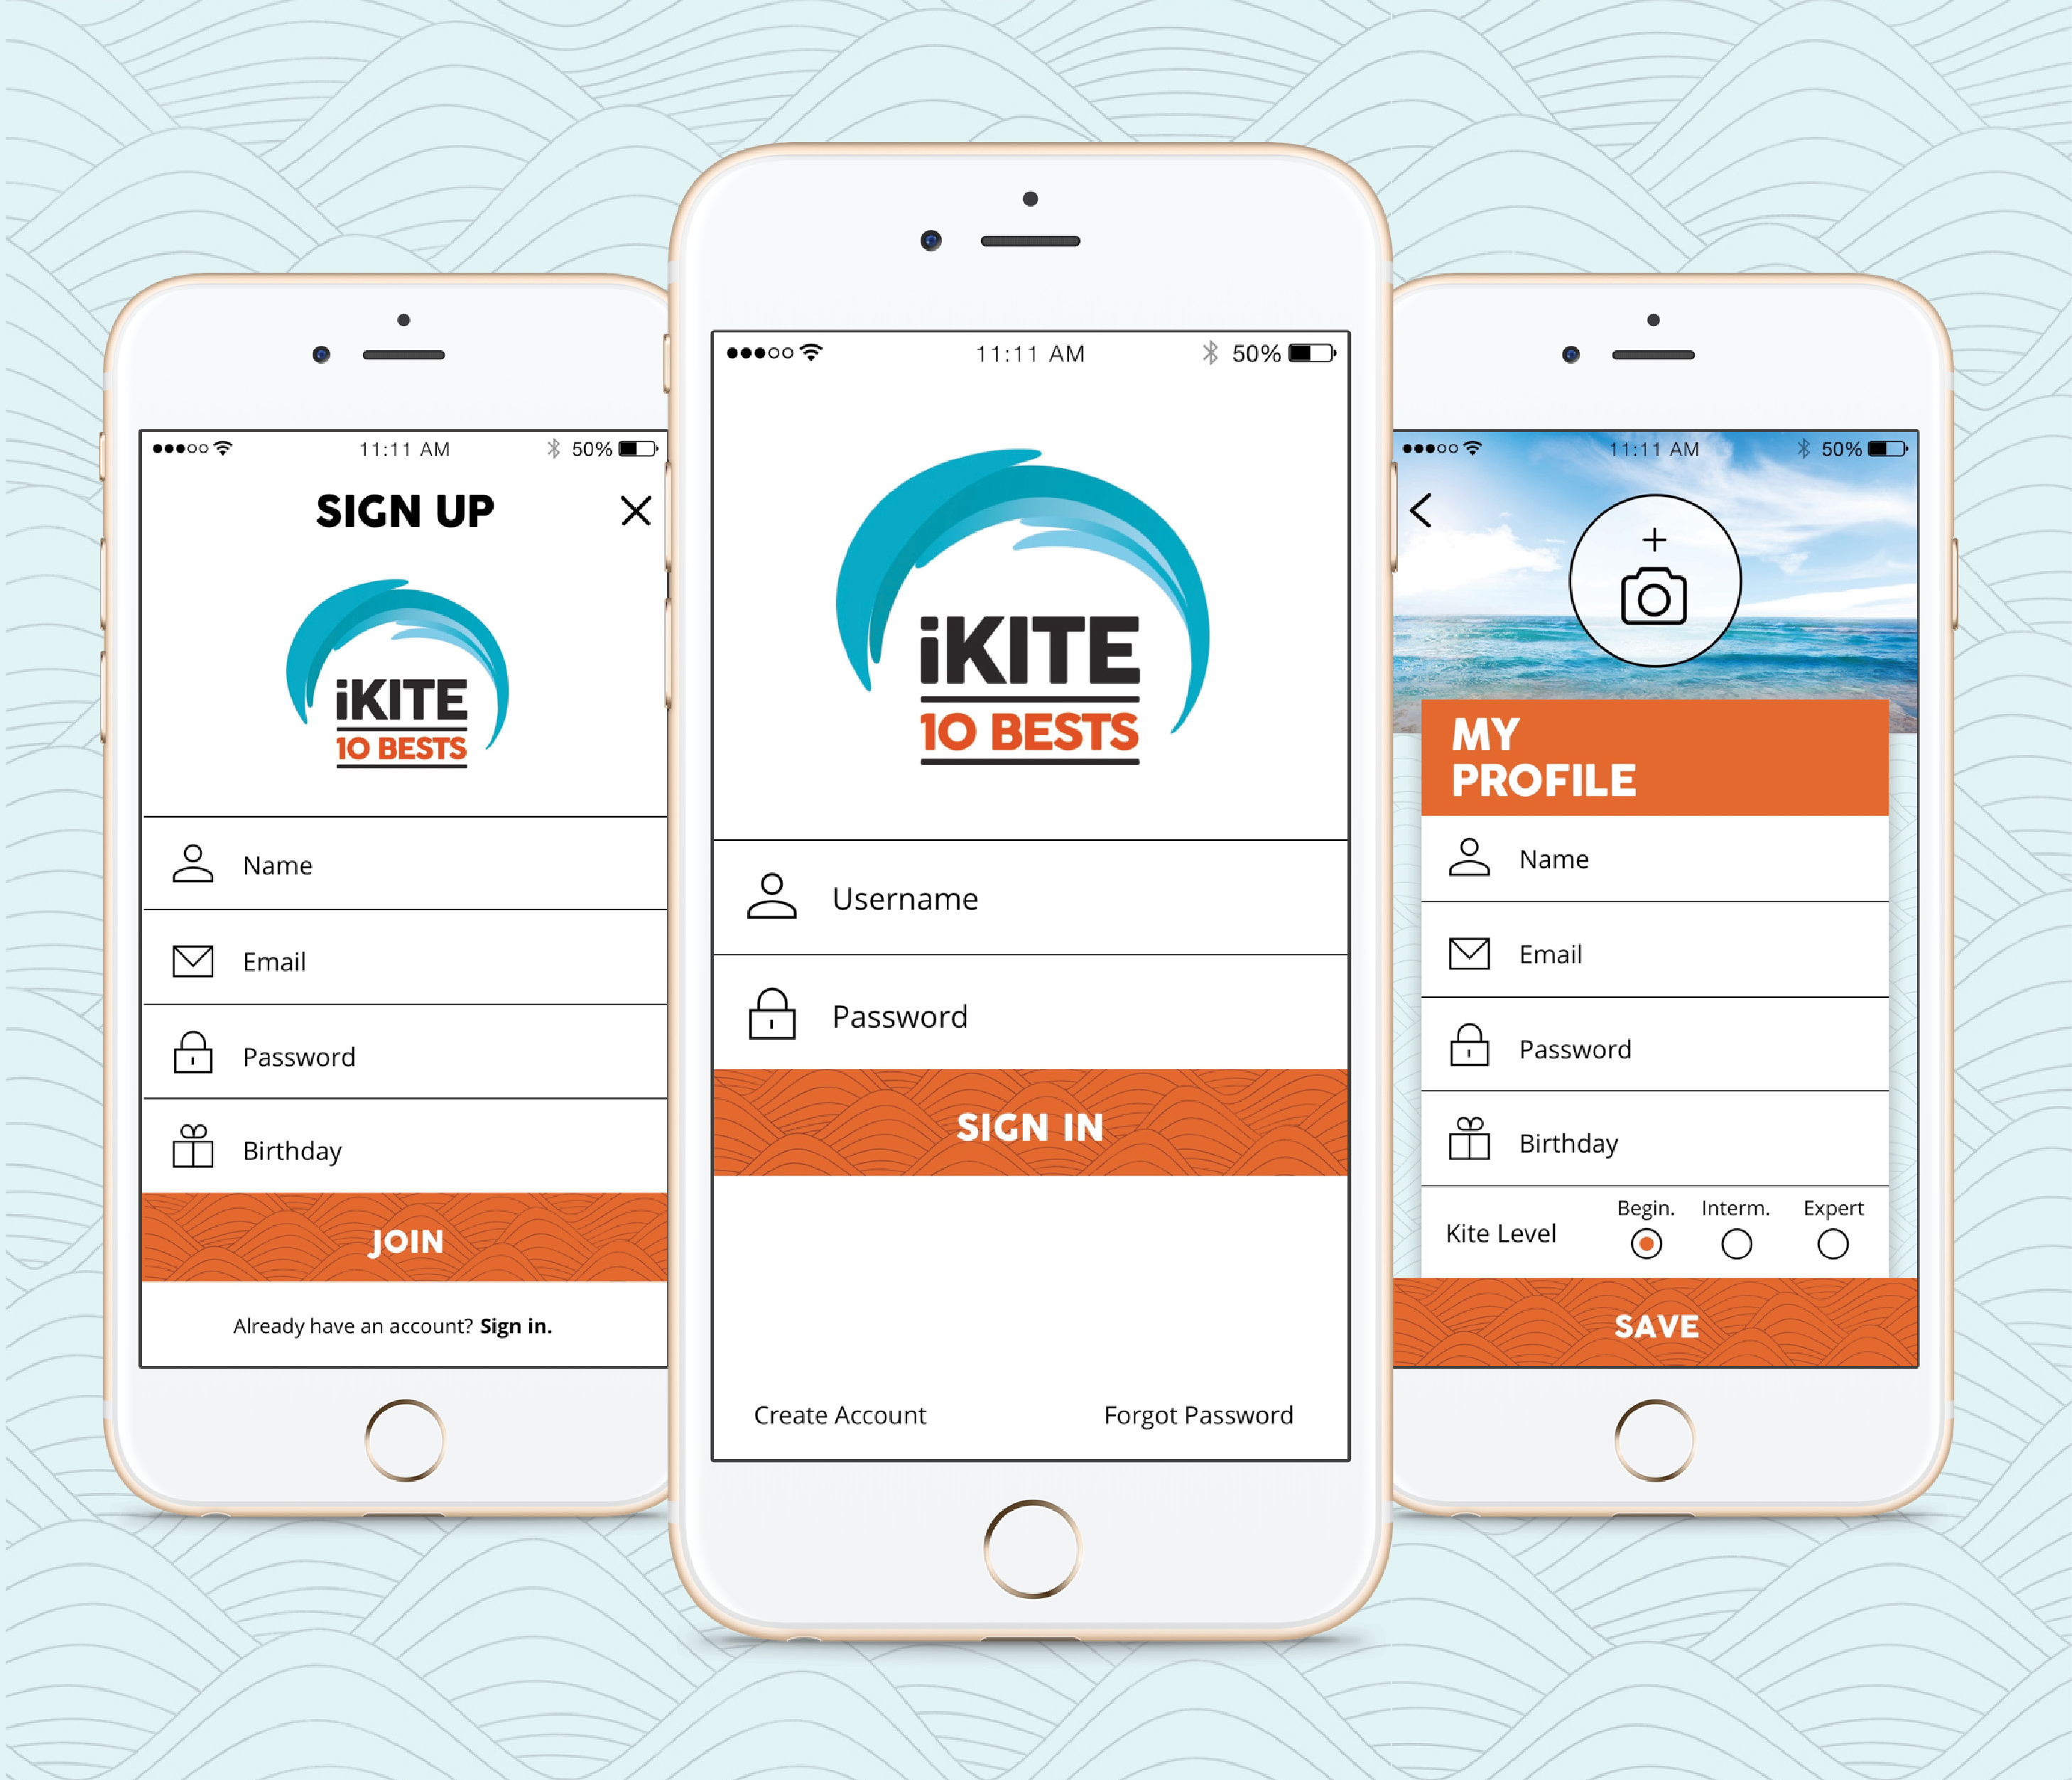 11:11 AM
50%
SIGN UP
iKITE
10 BESTS
Name
Email
Password
Birthday
JOIN
Already have an account? Sign in.
11:11 AM
50%
iKITE
10 BESTS
Username
Password
SIGN IN
Create Account
Forgot Password
11:11 AM
50%
MY
PROFILE
Name
Email
Password
Birthday
Kite Level
Begin.
Interm.
Expert
SAVE